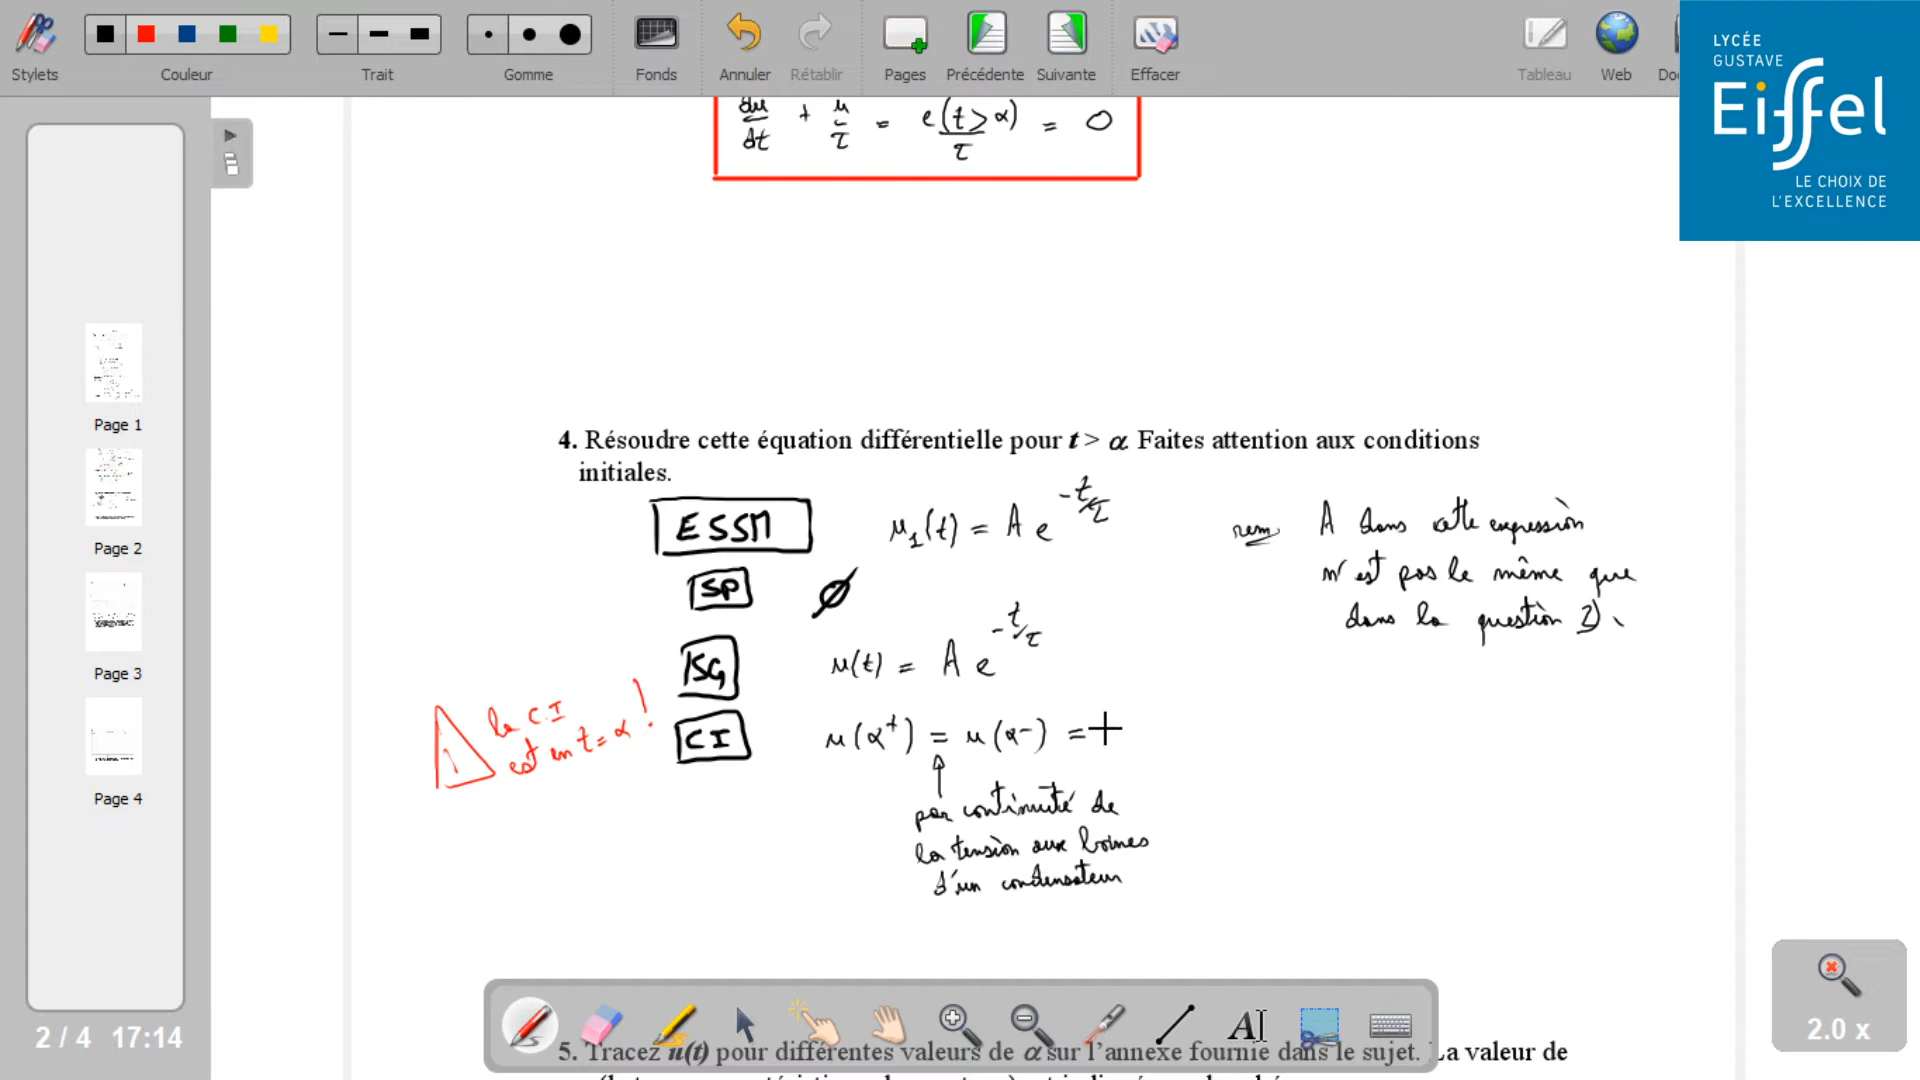 Stylets
Couleur
Trait
Gomme
Fonds
Annuler
Rétablir
Pages
Précédente
Suivante
Effacer
Tableau
Web
LYCÉE
GUSTAVE
Eiffel
LE CHOIX DE
L'EXCELLENCE
du/dt + u/τ = e(t>α)/τ = 0
4. Résoudre cette équation différentielle pour t > α. Faites attention aux conditions
initiales.
ESSM u₁(t) = A e^(-t/τ)
rem A dans cette expression
n'est pas le même que
dans la question 2).
SP ∅
SG u(t) = A e^(-t/τ)
la C.I
est en t = α !
CI u(α⁺) = u(α-) =
par continuité de
la tension aux bornes
d'un condensateur
5. Tracez u(t) pour différentes valeurs de α sur l'annexe fournie dans le sujet. La valeur de
Page 1
Page 2
Page 3
Page 4
2 / 4 17:14
2.0 x